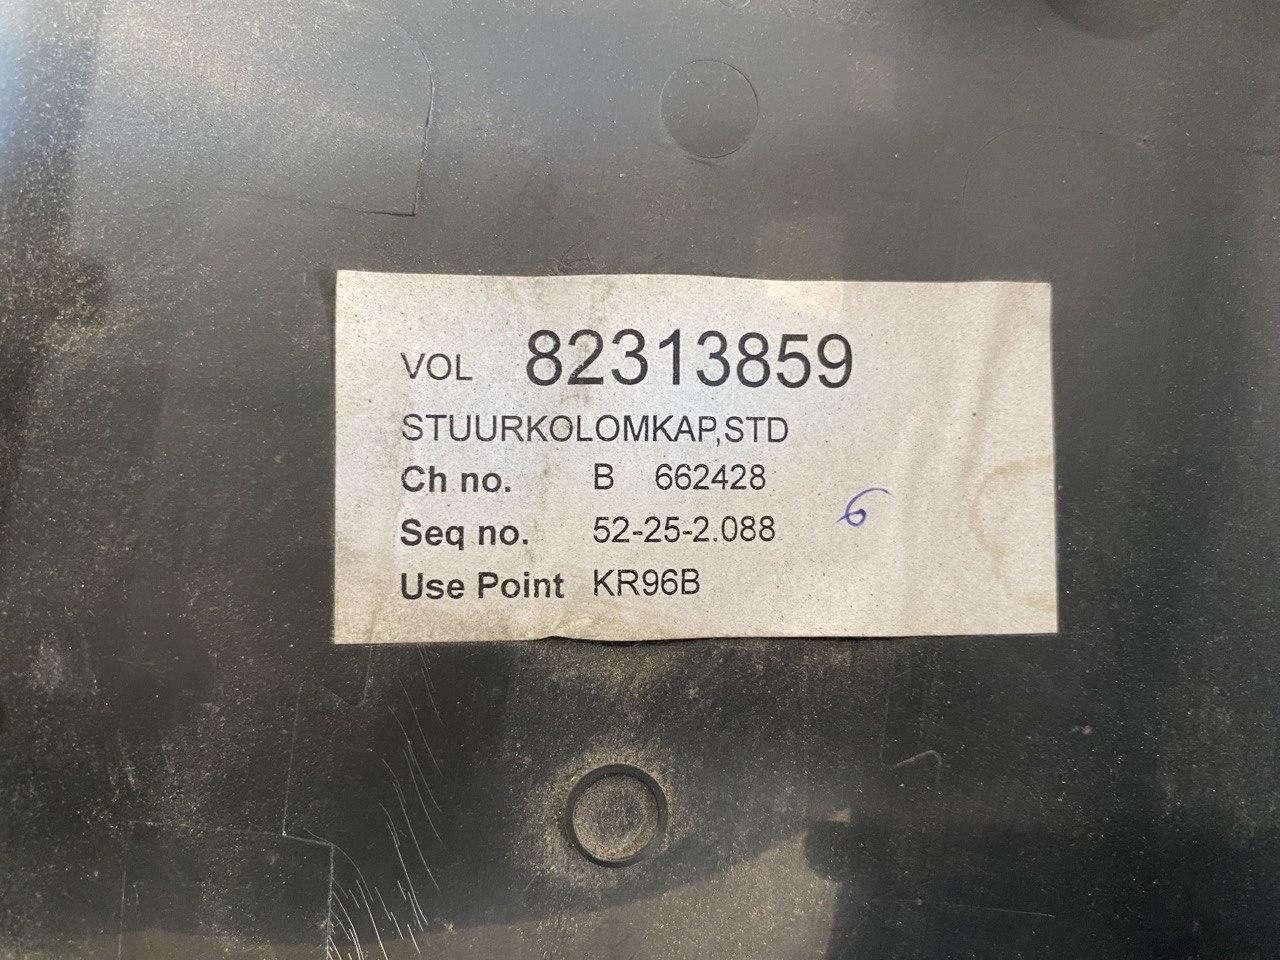 VOL 82313859
STUURKOLOMKAP,STD
Ch no. B 662428
Seq no. 52-25-2.088
6
Use Point KR96B